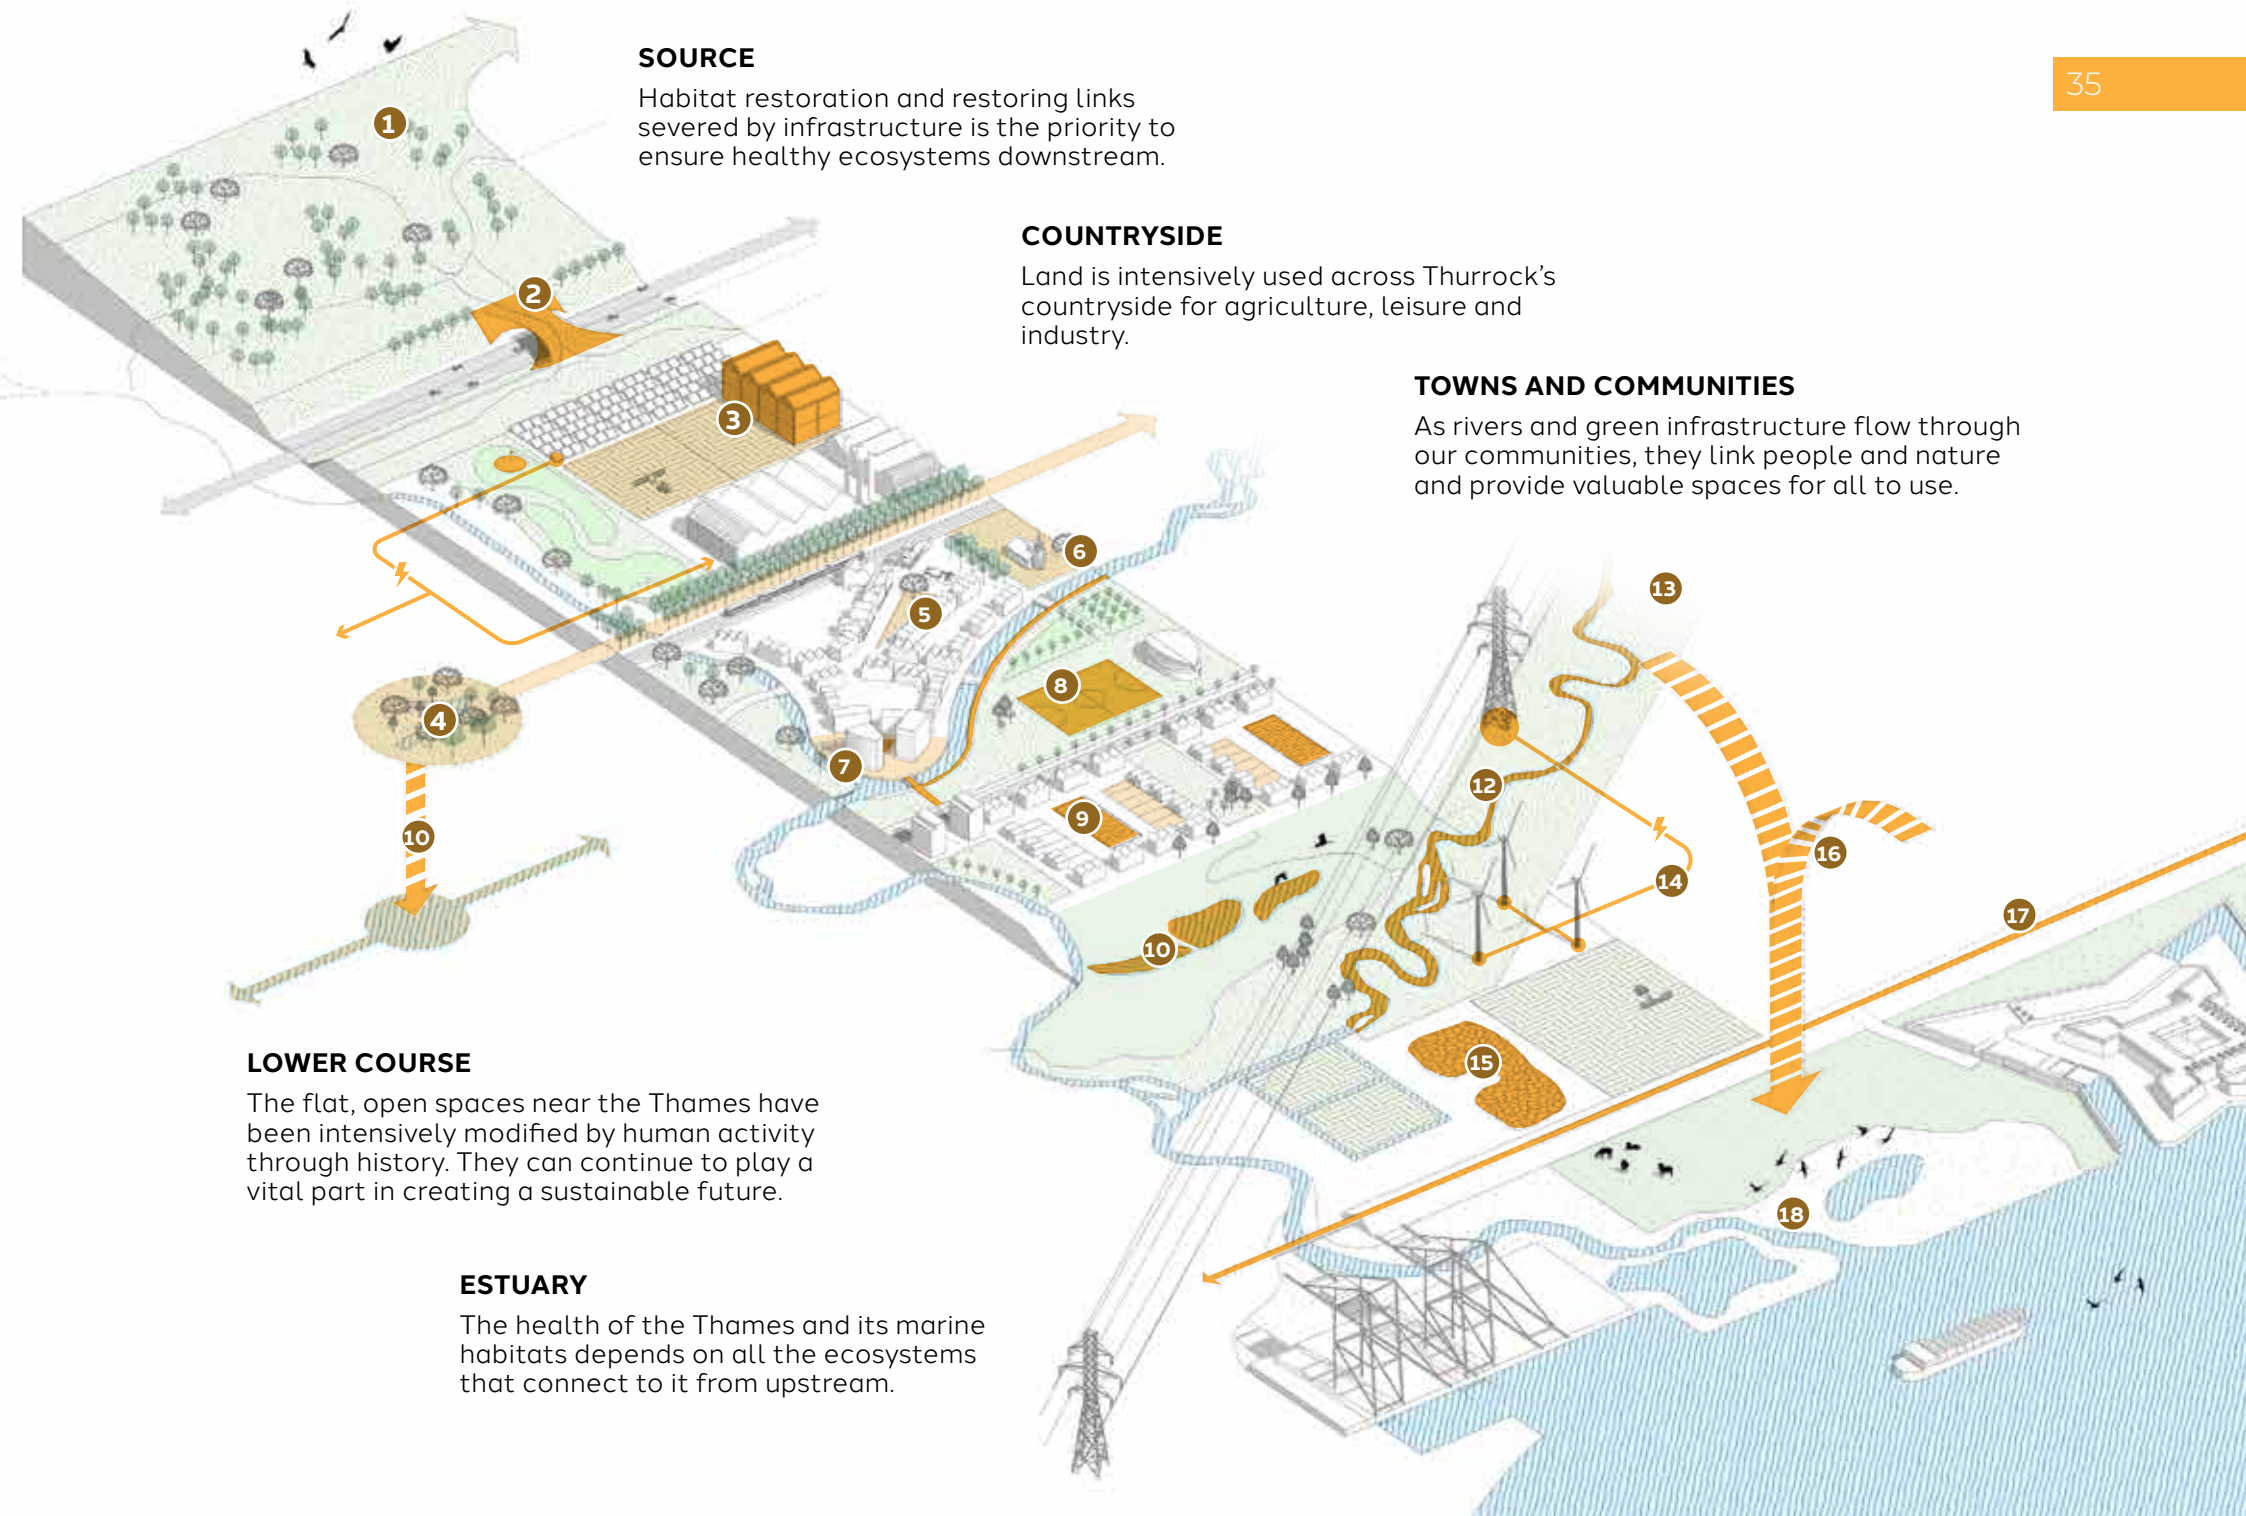 35
SOURCE
Habitat restoration and restoring links
severed by infrastructure is the priority to
ensure healthy ecosystems downstream.
COUNTRYSIDE
Land is intensively used across Thurrock’s
countryside for agriculture, leisure and
industry.
TOWNS AND COMMUNITIES
As rivers and green infrastructure flow through
our communities, they link people and nature
and provide valuable spaces for all to use.
1
2
3
4
5
6
7
8
9
10
10
12
13
14
15
16
17
18
LOWER COURSE
The flat, open spaces near the Thames have
been intensively modified by human activity
through history. They can continue to play a
vital part in creating a sustainable future.
ESTUARY
The health of the Thames and its marine
habitats depends on all the ecosystems
that connect to it from upstream.